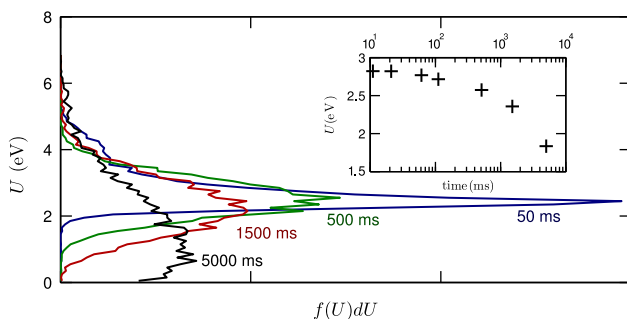 10¹ 10² 10³ 10⁴
8
3
2.5
U(eV)
6
2
1.5
time(ms)
U (eV)
4
2
50 ms
500 ms
1500 ms
5000 ms
0
f(U)dU